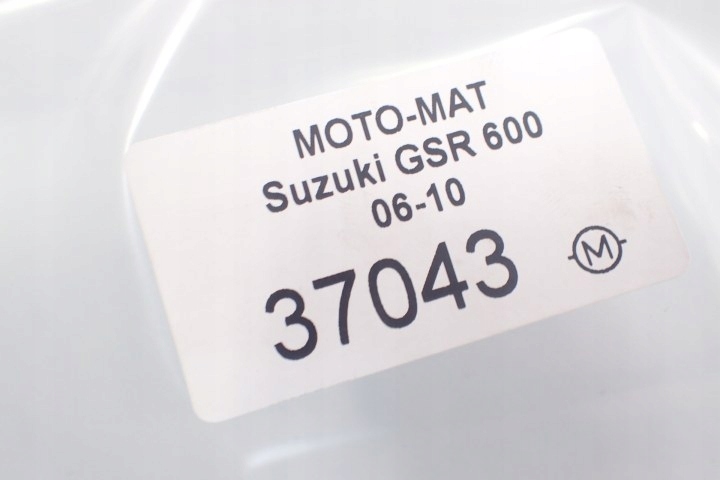 MOTO-MAT
Suzuki GSR 600
06-10
37043
M